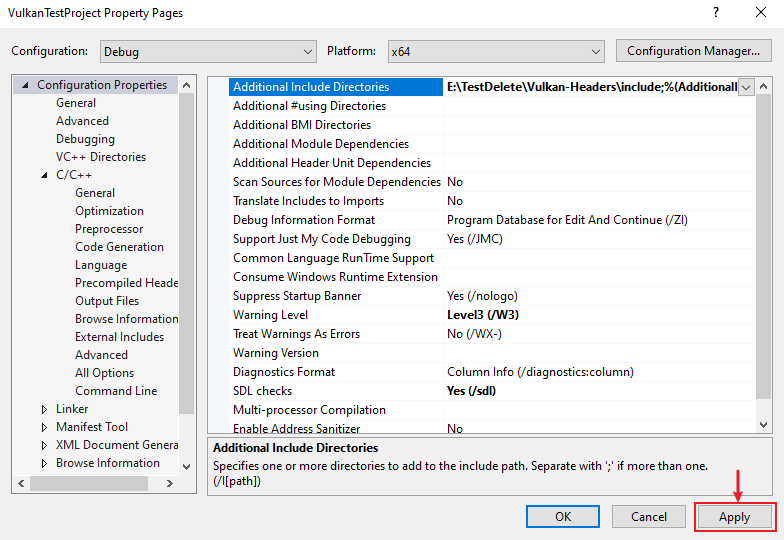 VulkanTestProject Property Pages
Configuration: Debug Platform: x64 Configuration Manager...
Configuration Properties
General
Advanced
Debugging
VC++ Directories
C/C++
General
Optimization
Preprocessor
Code Generation
Language
Precompiled Heade
Output Files
Browse Information
External Includes
Advanced
All Options
Command Line
Linker
Manifest Tool
XML Document Genera
Browse Information
Additional Include Directories E:\TestDelete\Vulkan-Headers\include;%(Additionall
Additional #using Directories
Additional BMI Directories
Additional Module Dependencies
Additional Header Unit Dependencies
Scan Sources for Module Dependencies No
Translate Includes to Imports No
Debug Information Format Program Database for Edit And Continue (/ZI)
Support Just My Code Debugging Yes (/JMC)
Common Language RunTime Support
Consume Windows Runtime Extension
Suppress Startup Banner Yes (/nologo)
Warning Level Level3 (/W3)
Treat Warnings As Errors No (/WX-)
Warning Version
Diagnostics Format Column Info (/diagnostics:column)
SDL checks Yes (/sdl)
Multi-processor Compilation
Enable Address Sanitizer No
Additional Include Directories
Specifies one or more directories to add to the include path. Separate with ';' if more than one.
(/I[path])
OK Cancel Apply